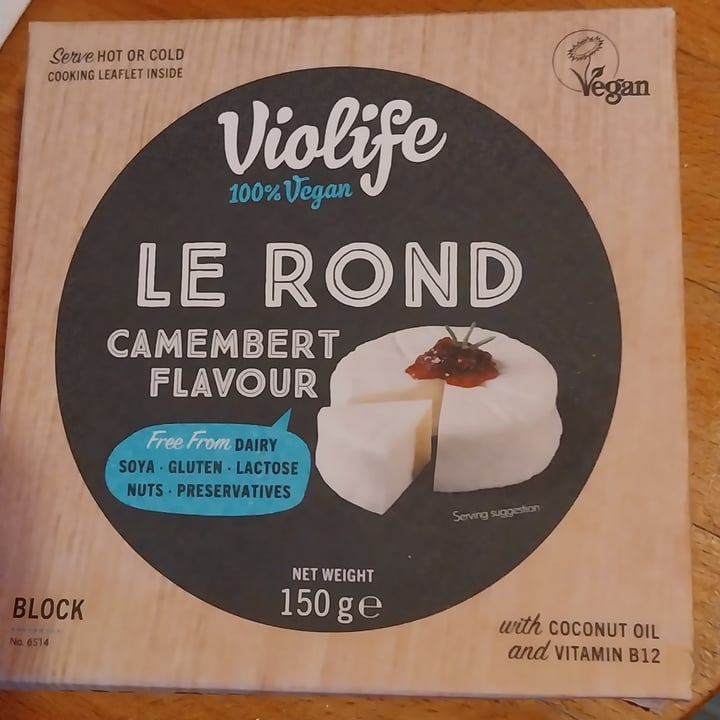 Serve HOT OR COLD
COOKING LEAFLET INSIDE
Vegan
Violife
100% Vegan
LE ROND
CAMEMBERT
FLAVOUR
Free From DAIRY
SOYA · GLUTEN · LACTOSE
NUTS · PRESERVATIVES
Serving suggestion
NET WEIGHT
150 g e
BLOCK
No. 6514
with COCONUT OIL
and VITAMIN B12